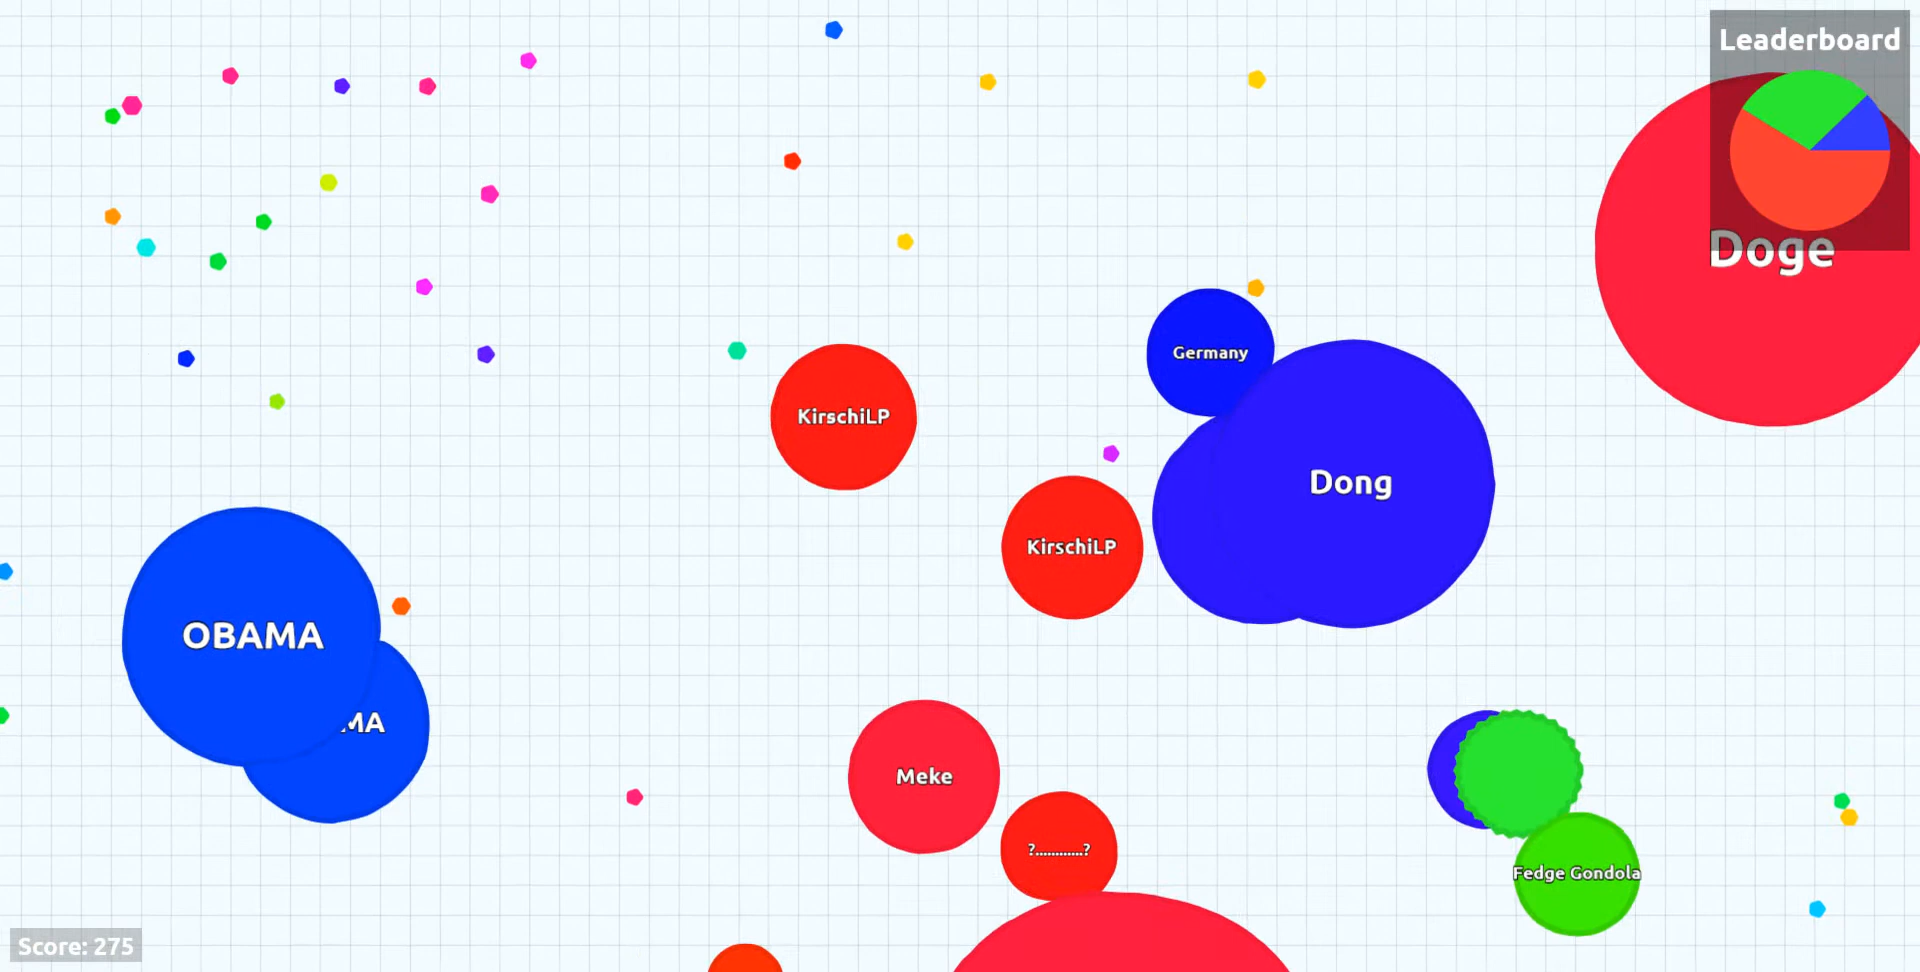 Leaderboard
Doge
Germany
KirschiLP
Dong
KirschiLP
OBAMA
MA
Meke
?............?
Fedge Gondola
Score: 275